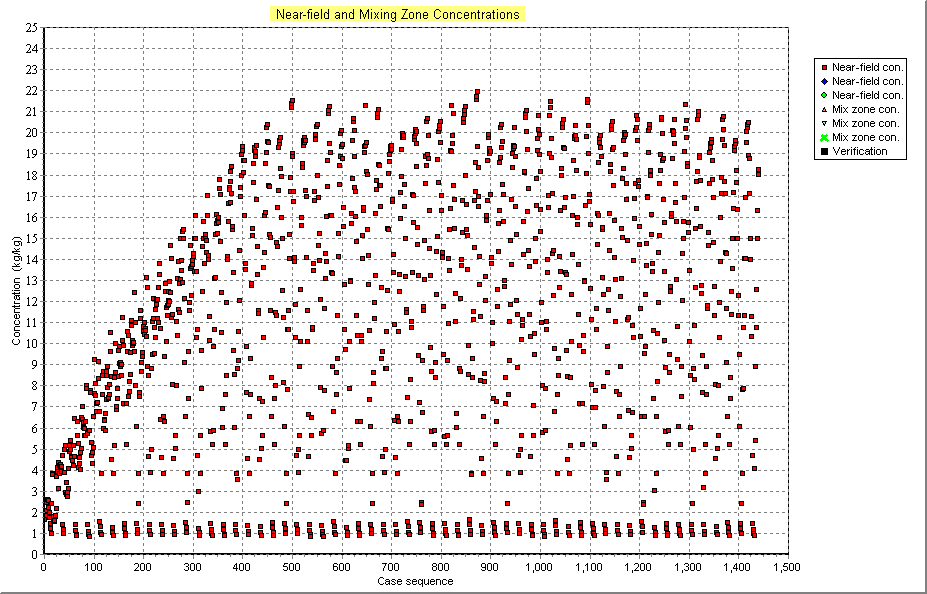 Near-field and Mixing Zone Concentrations
25
24
23
22
21
20
19
18
17
16
15
14
13
12
11
10
9
8
7
6
5
4
3
2
1
0
Concentration (kg/kg)
0 100 200 300 400 500 600 700 800 900 1,000 1,100 1,200 1,300 1,400 1,500
Case sequence
Near-field con.
Near-field con.
Near-field con.
Mix zone con.
Mix zone con.
Mix zone con.
Verification